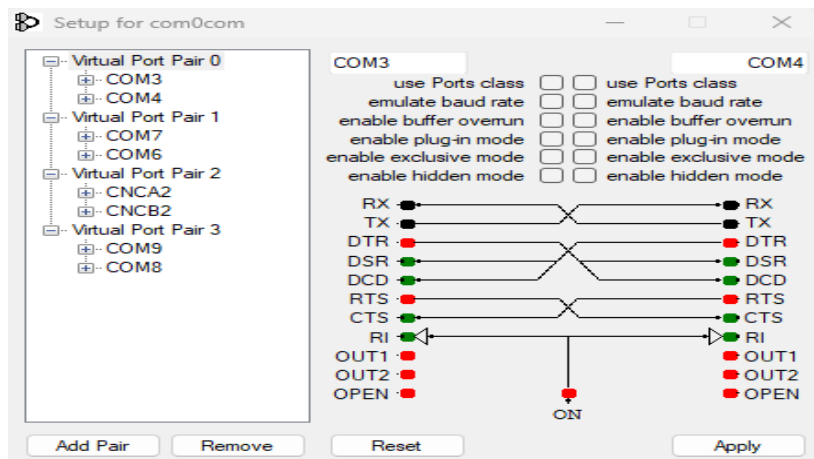 Setup for com0com
Virtual Port Pair 0
COM3
COM4
Virtual Port Pair 1
COM7
COM6
Virtual Port Pair 2
CNCA2
CNCB2
Virtual Port Pair 3
COM9
COM8
COM3 COM4
use Ports class use Ports class
emulate baud rate emulate baud rate
enable buffer overrun enable buffer overrun
enable plug-in mode enable plug-in mode
enable exclusive mode enable exclusive mode
enable hidden mode enable hidden mode
RX RX
TX TX
DTR DTR
DSR DSR
DCD DCD
RTS RTS
CTS CTS
RI RI
OUT1 OUT1
OUT2 OUT2
OPEN OPEN
ON
Add Pair Remove Reset Apply